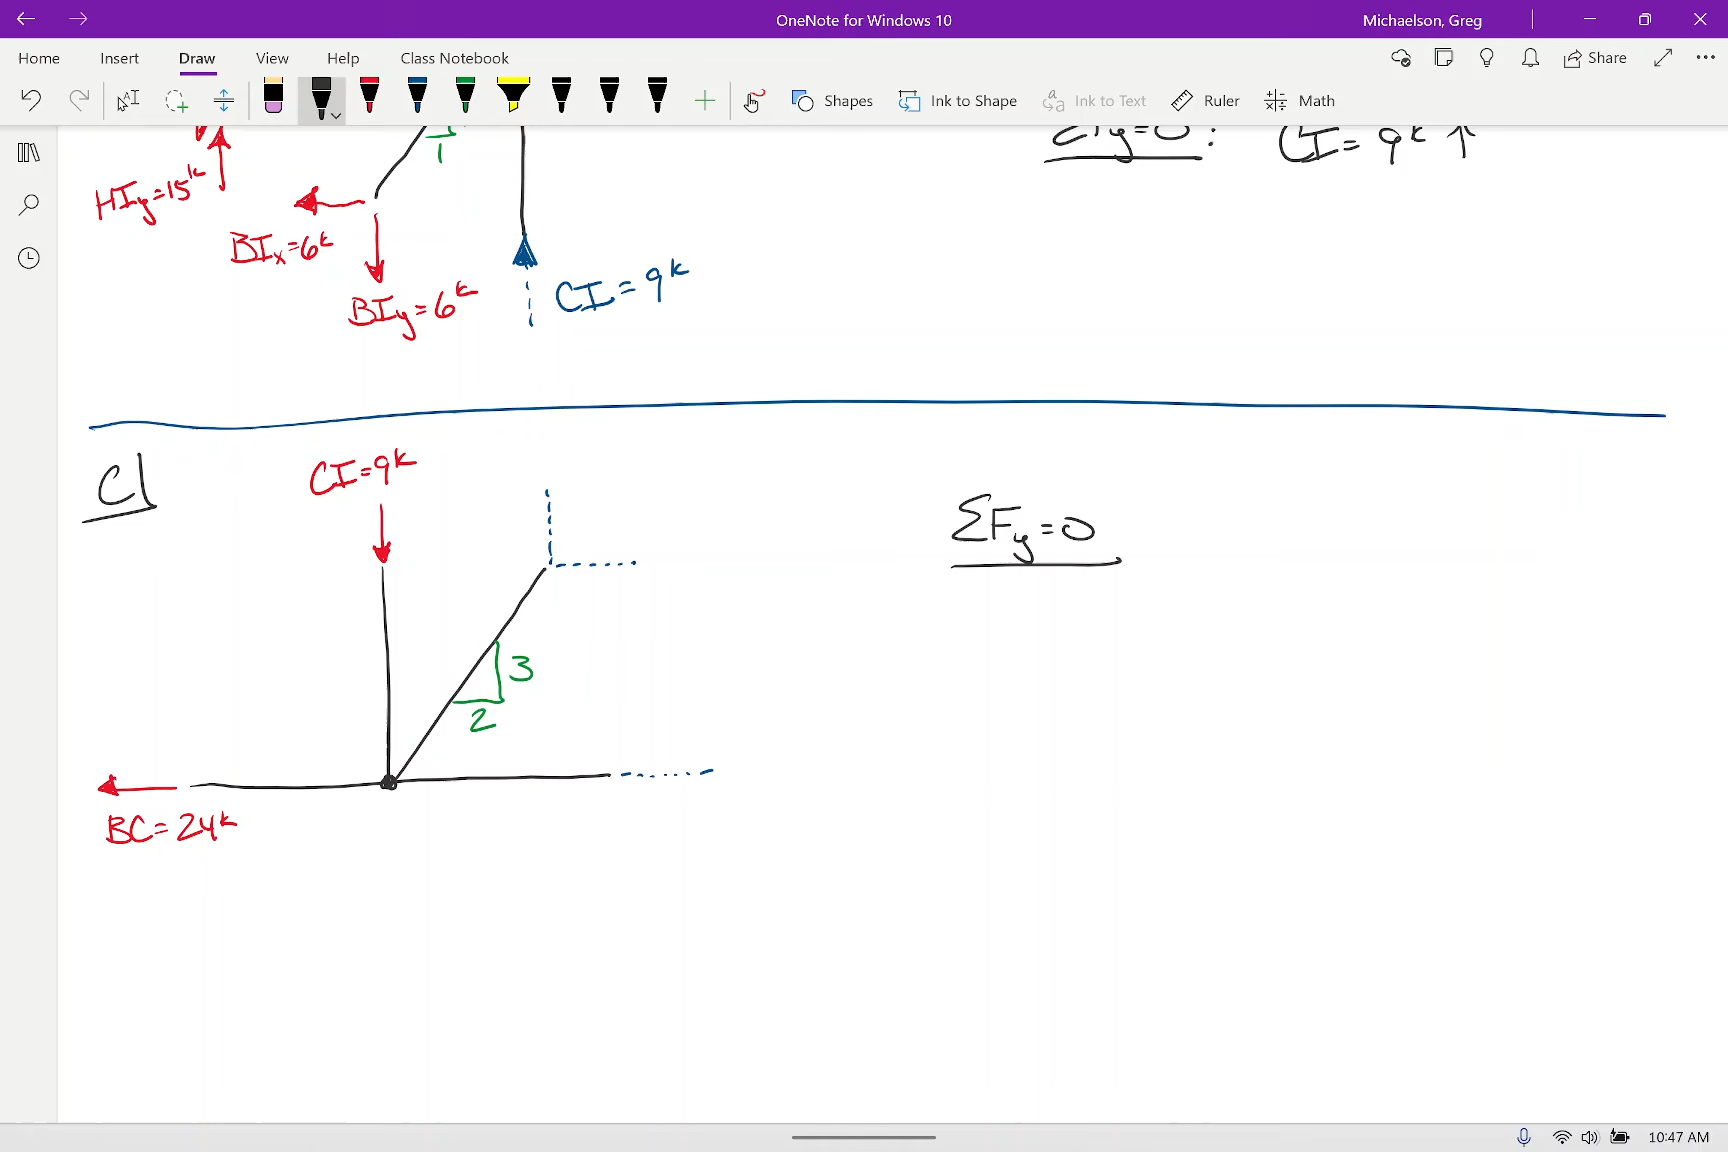 OneNote for Windows 10
Michaelson, Greg
Home Insert Draw View Help Class Notebook
Share
Shapes Ink to Shape Ink to Text Ruler Math
ΣFy=0: CI= 9k ↑
HIy=15k
BIx=6k
BIy=6k
CI=9k
C|
CI=9k
ΣFy=0
3
2
BC=24k
1
10:47 AM